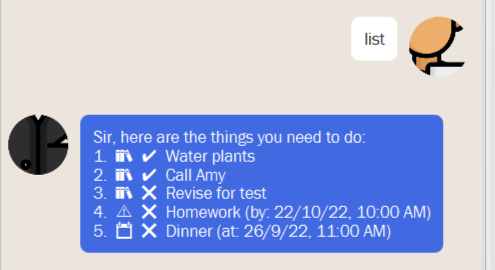 list
Sir, here are the things you need to do:
1. 📚 ✔ Water plants
2. 📚 ✔ Call Amy
3. 📚 ❌ Revise for test
4. ⚠ ❌ Homework (by: 22/10/22, 10:00 AM)
5. 📅 ❌ Dinner (at: 26/9/22, 11:00 AM)